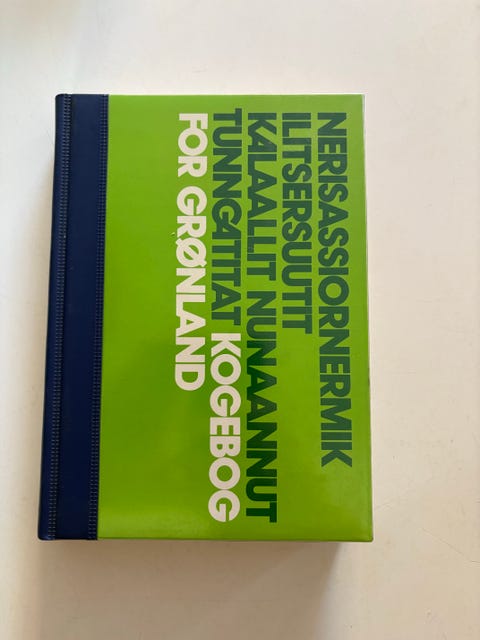 NERISASSIORNERMIK
ILITSERSUUTIT
KALAALLIT NUNAANNUT
TUNNGATITAT KOGEBOG
FOR GRØNLAND